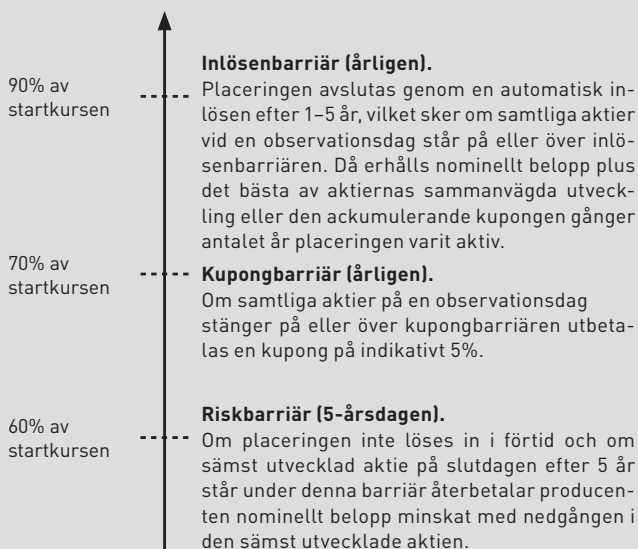 90% av
startkursen
Inlösenbarriär (årligen).
Placeringen avslutas genom en automatisk in-
lösen efter 1–5 år, vilket sker om samtliga aktier
vid en observationsdag står på eller över inlö-
senbarriären. Då erhålls nominellt belopp plus
det bästa av aktiernas sammanvägda utveck-
ling eller den ackumulerande kupongen gånger
antalet år placeringen varit aktiv.
70% av
startkursen
Kupongbarriär (årligen).
Om samtliga aktier på en observationsdag
stänger på eller över kupongbarriären utbeta-
las en kupong på indikativt 5%.
60% av
startkursen
Riskbarriär (5-årsdagen).
Om placeringen inte löses in i förtid och om
sämst utvecklad aktie på slutdagen efter 5 år
står under denna barriär återbetalar producen-
ten nominellt belopp minskat med nedgången i
den sämst utvecklade aktien.